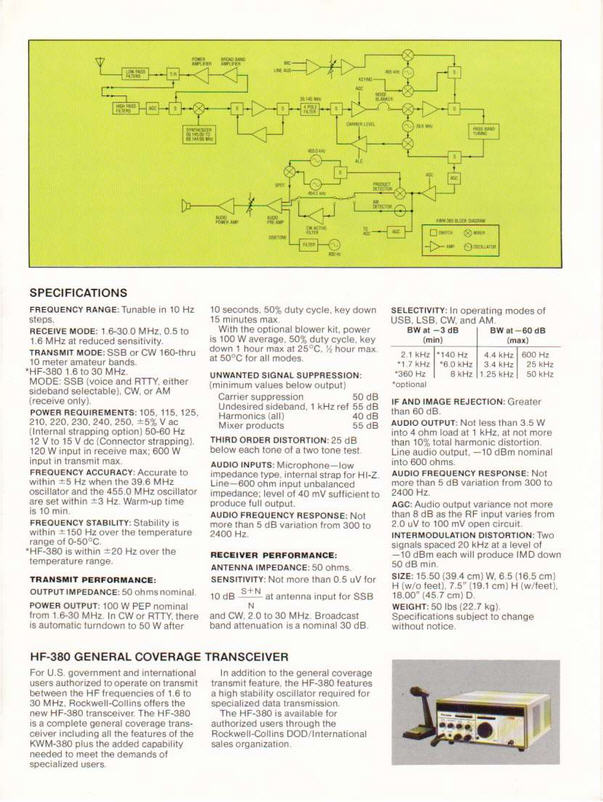 LOW PASS
FILTERS
T/R
POWER
AMPLIFIER
BROAD BAND
AMPLIFIER
MIC
LINE AUD
455 kHz
KEYING
S
AGC
NOISE
BLANKER
HIGH PASS
FILTERS
AGC
S
S
S
39.145 MHz
4 POLE
FILTER
S
S
SYNTHESIZER
CARRIER LEVEL
39.6 MHz
PASS BAND
TUNING
ALC
S
455.0 kHz
S
AGC
AGC
SPOT
PRODUCT
DETECTOR
AM
DETECTOR
AUDIO
POWER AMP
AUDIO
PRE-AMP
CW ACTIVE
FILTER
TO
AGC
SIDETONE
FILTER
800 Hz
KWM-380 BLOCK DIAGRAM
SWITCH
MIXER
AMP
OSCILLATOR
SPECIFICATIONS
FREQUENCY RANGE: Tunable in 10 Hz
steps.
RECEIVE MODE: 1.6-30.0 MHz, 0.5 to
1.6 MHz at reduced sensitivity.
TRANSMIT MODE: SSB or CW 160-thru
10 meter amateur bands.
*HF-380 1.6 to 30 MHz.
MODE: SSB (voice and RTTY, either
sideband selectable), CW, or AM
(receive only).
POWER REQUIREMENTS: 105, 115, 125,
210, 220, 230, 240, 250, ±5% V ac
(Internal strapping option) 50-60 Hz
12 V to 15 V dc (Connector strapping).
120 W input in receive max; 600 W
input in transmit max.
FREQUENCY ACCURACY: Accurate to
within ±5 Hz when the 39.6 MHz
oscillator and the 455.0 MHz oscillator
are set within ±3 Hz. Warm-up time
is 10 min.
FREQUENCY STABILITY: Stability is
within ±150 Hz over the temperature
range of 0-50°C.
*HF-380 is within ±20 Hz over the
temperature range.
TRANSMIT PERFORMANCE:
OUTPUT IMPEDANCE: 50 ohms nominal.
POWER OUTPUT: 100 W PEP nominal
from 1.6-30 MHz. In CW or RTTY, there
is automatic turndown to 50 W after
10 seconds, 50% duty cycle, key down
15 minutes max.
With the optional blower kit, power
is 100 W average, 50% duty cycle, key
down 1 hour max at 25°C, ½ hour max.
at 50°C for all modes.
UNWANTED SIGNAL SUPPRESSION:
(minimum values below output)
Carrier suppression 50 dB
Undesired sideband, 1 kHz ref 55 dB
Harmonics (all) 40 dB
Mixer products 55 dB
THIRD ORDER DISTORTION: 25 dB
below each tone of a two tone test.
AUDIO INPUTS: Microphone—low
impedance type, internal strap for HI-Z.
Line—600 ohm input unbalanced
impedance; level of 40 mV sufficient to
produce full output.
AUDIO FREQUENCY RESPONSE: Not
more than 5 dB variation from 300 to
2400 Hz.
RECEIVER PERFORMANCE:
ANTENNA IMPEDANCE: 50 ohms.
SENSITIVITY: Not more than 0.5 uV for
10 dB S+N at antenna input for SSB
N
and CW, 2.0 to 30 MHz. Broadcast
band attenuation is a nominal 30 dB.
SELECTIVITY: In operating modes of
USB, LSB, CW, and AM.
BW at −3 dB BW at −60 dB
(min) (max)
2.1 kHz *140 Hz 4.4 kHz 600 Hz
*1.7 kHz *6.0 kHz 3.4 kHz 25 kHz
*360 Hz 8 kHz 1.25 kHz 50 kHz
*optional
IF AND IMAGE REJECTION: Greater
than 60 dB.
AUDIO OUTPUT: Not less than 3.5 W
into 4 ohm load at 1 kHz, at not more
than 10% total harmonic distortion.
Line audio output, −10 dBm nominal
into 600 ohms.
AUDIO FREQUENCY RESPONSE: Not
more than 5 dB variation from 300 to
2400 Hz.
AGC: Audio output variance not more
than 8 dB as the RF input varies from
2.0 uV to 100 mV open circuit.
INTERMODULATION DISTORTION: Two
signals spaced 20 kHz at a level of
−10 dBm each will produce IMD down
50 dB min.
SIZE: 15.50 (39.4 cm) W, 6.5 (16.5 cm)
H (w/o feet), 7.5" (19.1 cm) H (w/feet),
18.00" (45.7 cm) D.
WEIGHT: 50 lbs (22.7 kg).
Specifications subject to change
without notice.
HF-380 GENERAL COVERAGE TRANSCEIVER
For U.S. government and international
users authorized to operate on transmit
between the HF frequencies of 1.6 to
30 MHz, Rockwell-Collins offers the
new HF-380 transceiver. The HF-380
is a complete general coverage trans-
ceiver including all the features of the
KWM-380 plus the added capability
needed to meet the demands of
specialized users.
In addition to the general coverage
transmit feature, the HF-380 features
a high stability oscillator required for
specialized data transmission.
The HF-380 is available for
authorized users through the
Rockwell-Collins DOD/International
sales organization.